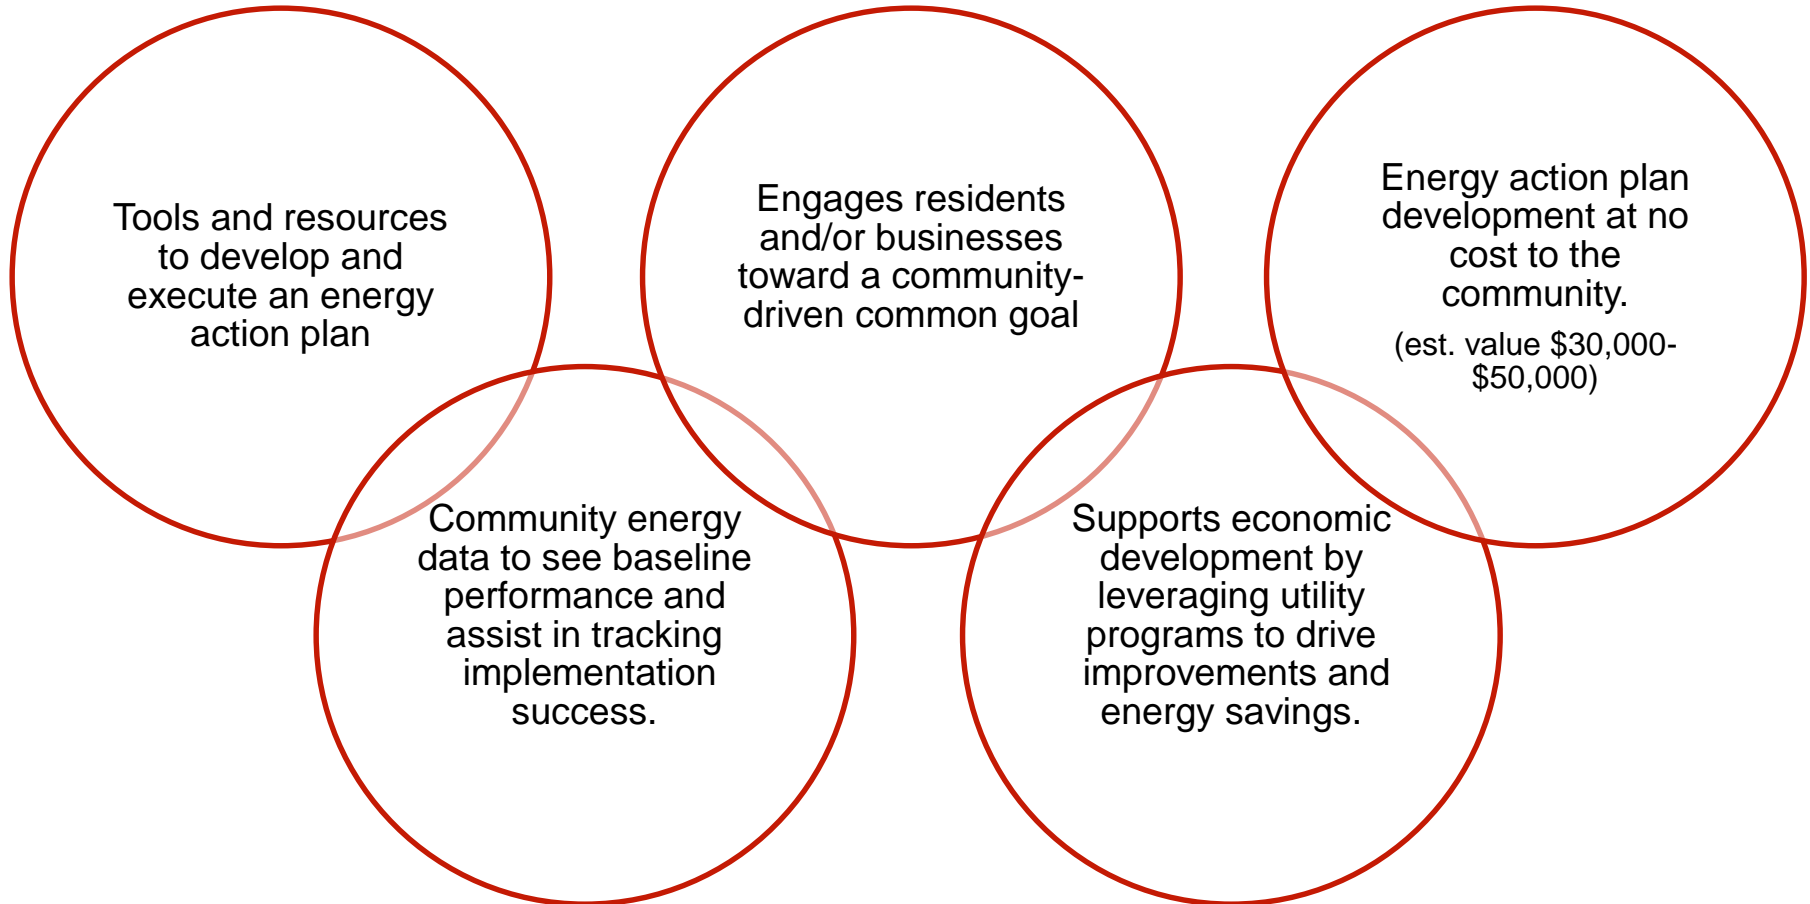 Tools and resources
to develop and
execute an energy
action plan
Community energy
data to see baseline
performance and
assist in tracking
implementation
success.
Engages residents
and/or businesses
toward a community-
driven common goal
Supports economic
development by
leveraging utility
programs to drive
improvements and
energy savings.
Energy action plan
development at no
cost to the
community.
(est. value $30,000-
$50,000)